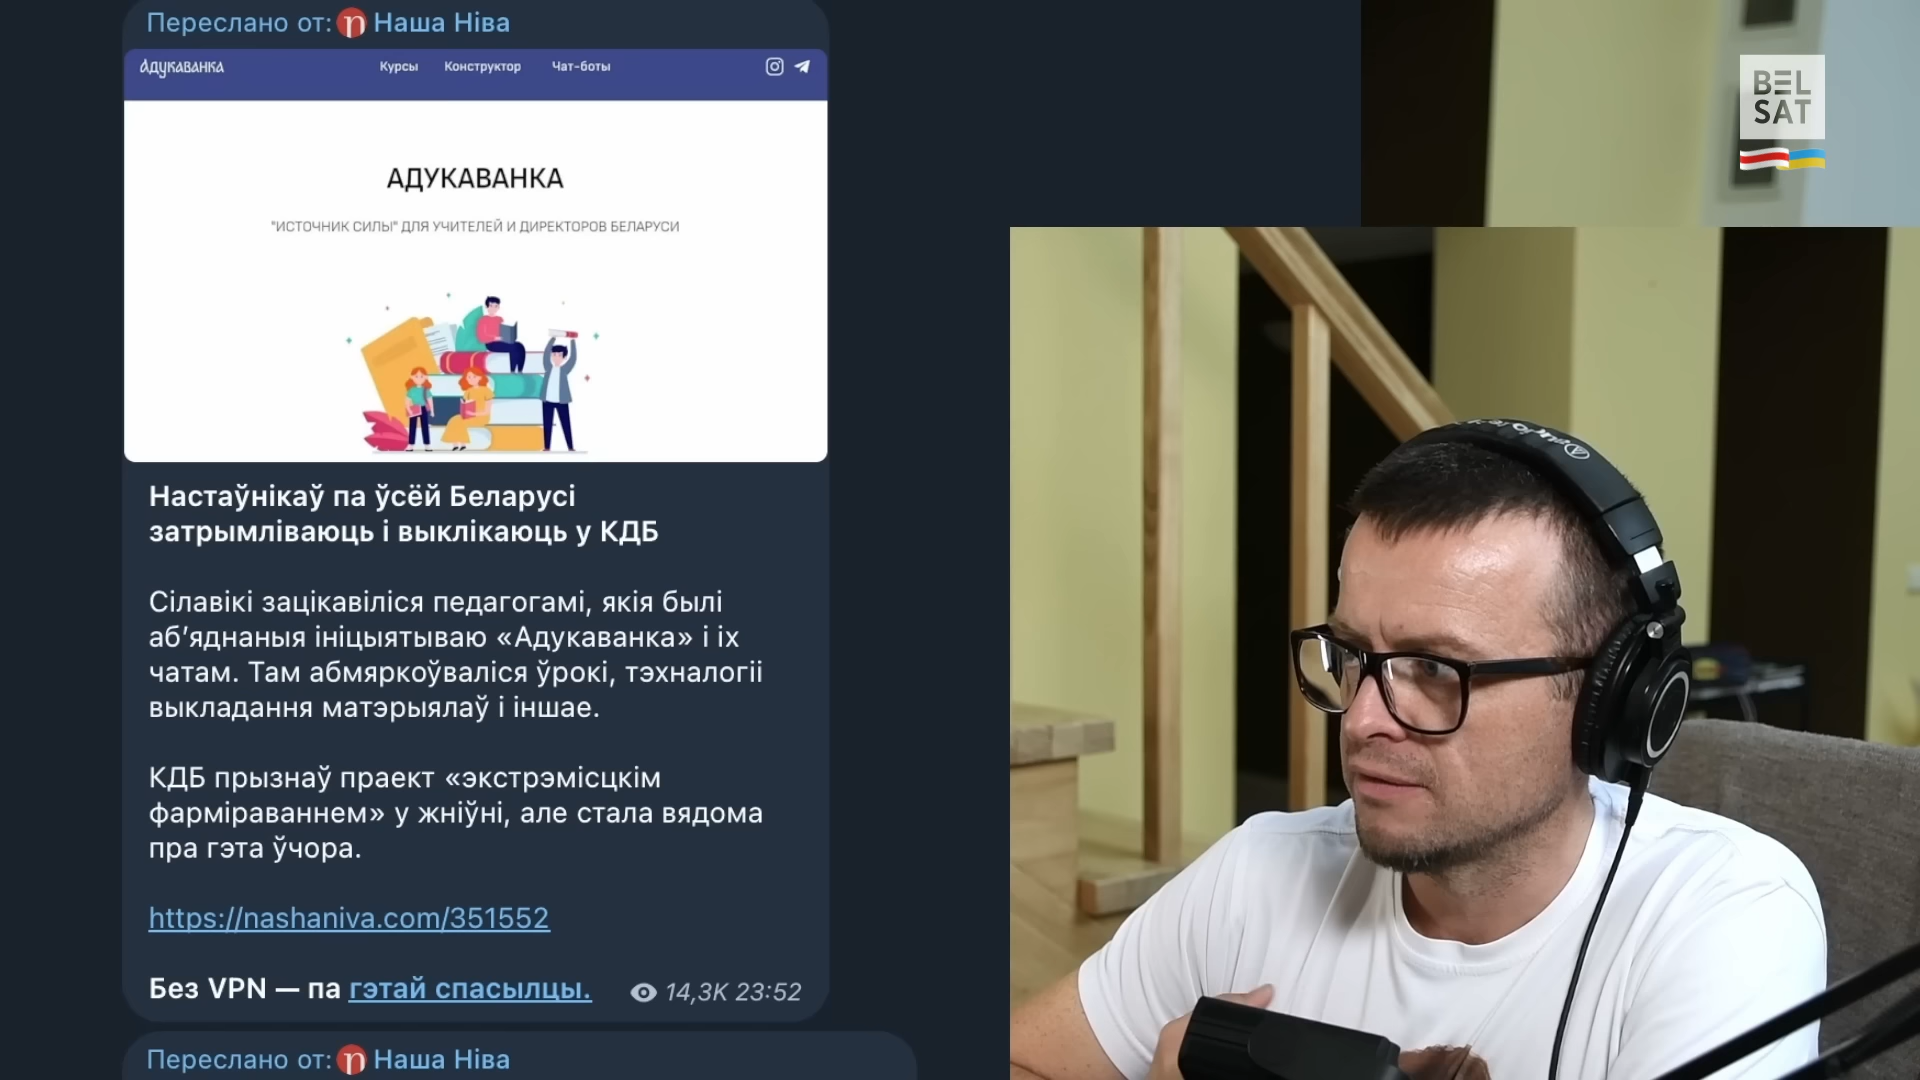 Переслано от: Наша Ніва
Адукаванка
Курсы Конструктор Чат-боты
АДУКАВАНКА
"ИСТОЧНИК СИЛЫ" ДЛЯ УЧИТЕЛЕЙ И ДИРЕКТОРОВ БЕЛАРУСИ
Настаўнікаў па ўсёй Беларусі
затрымліваюць і выклікаюць у КДБ
Сілавікі зацікавіліся педагогамі, якія былі
аб’яднаныя ініцыятываю «Адукаванка» і іх
чатам. Там абмяркоўваліся ўрокі, тэхналогіі
выкладання матэрыялаў і іншае.
КДБ прызнаў праект «экстрэмісцкім
фарміраваннем» у жніўні, але стала вядома
пра гэта ўчора.
https://nashaniva.com/351552
Без VPN — па гэтай спасылцы. 14,3K 23:52
Переслано от: Наша Ніва
BEL
SAT